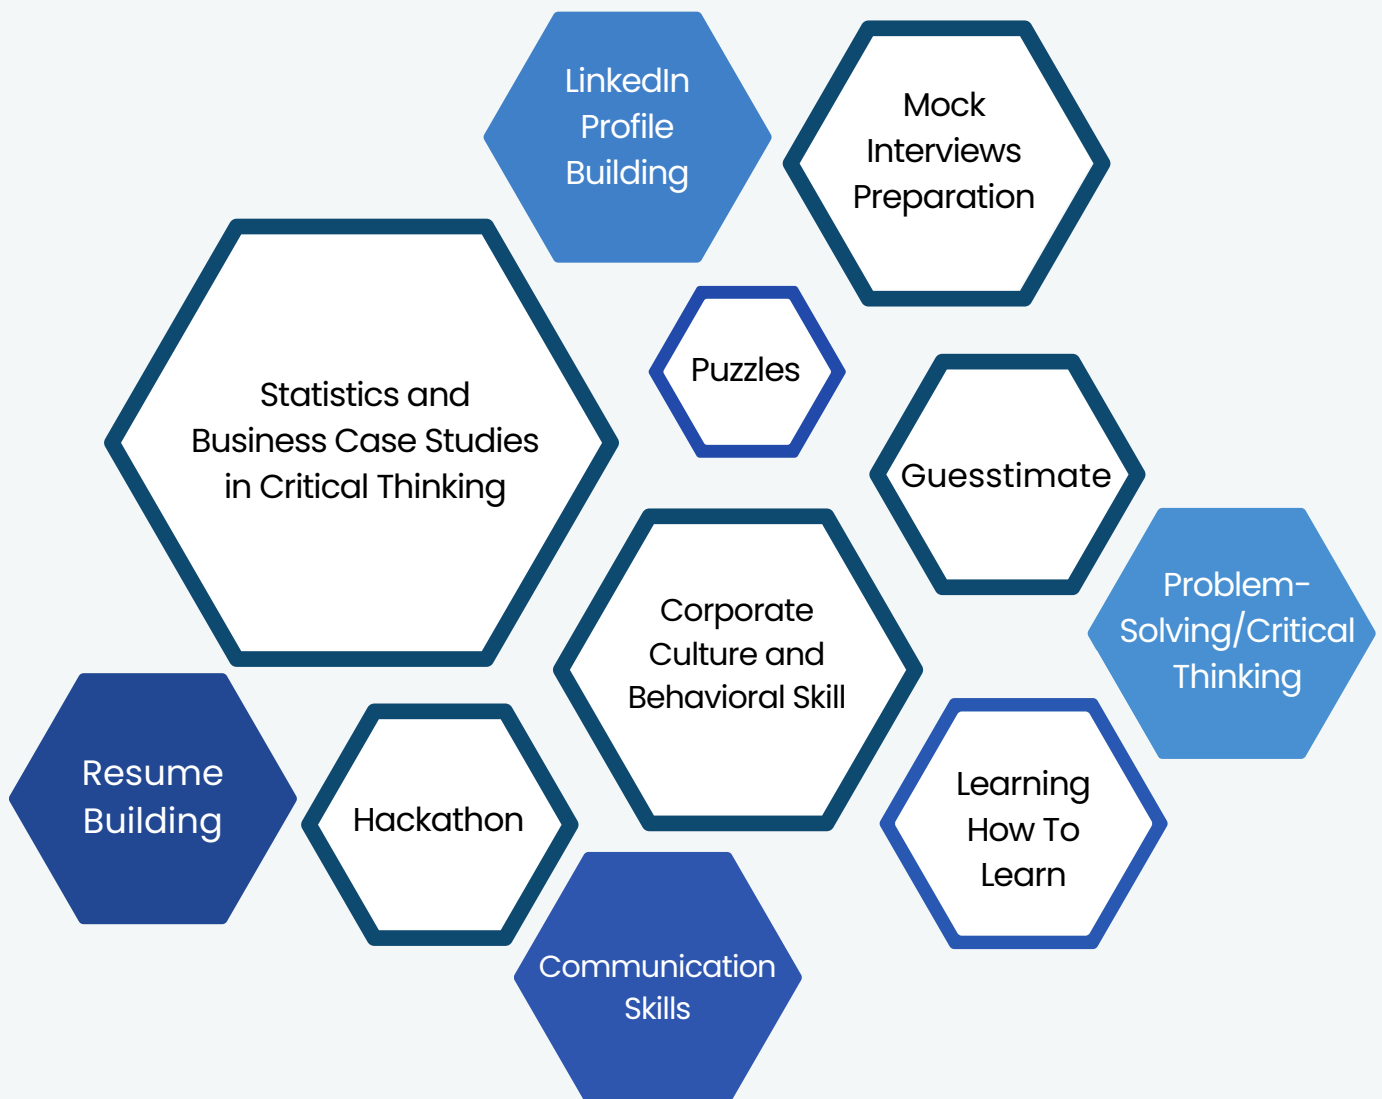 LinkedIn
Profile
Building
Mock
Interviews
Preparation
Puzzles
Statistics and
Business Case Studies
in Critical Thinking
Guesstimate
Corporate
Culture and
Behavioral Skill
Problem-
Solving/Critical
Thinking
Resume
Building
Hackathon
Learning
How To
Learn
Communication
Skills